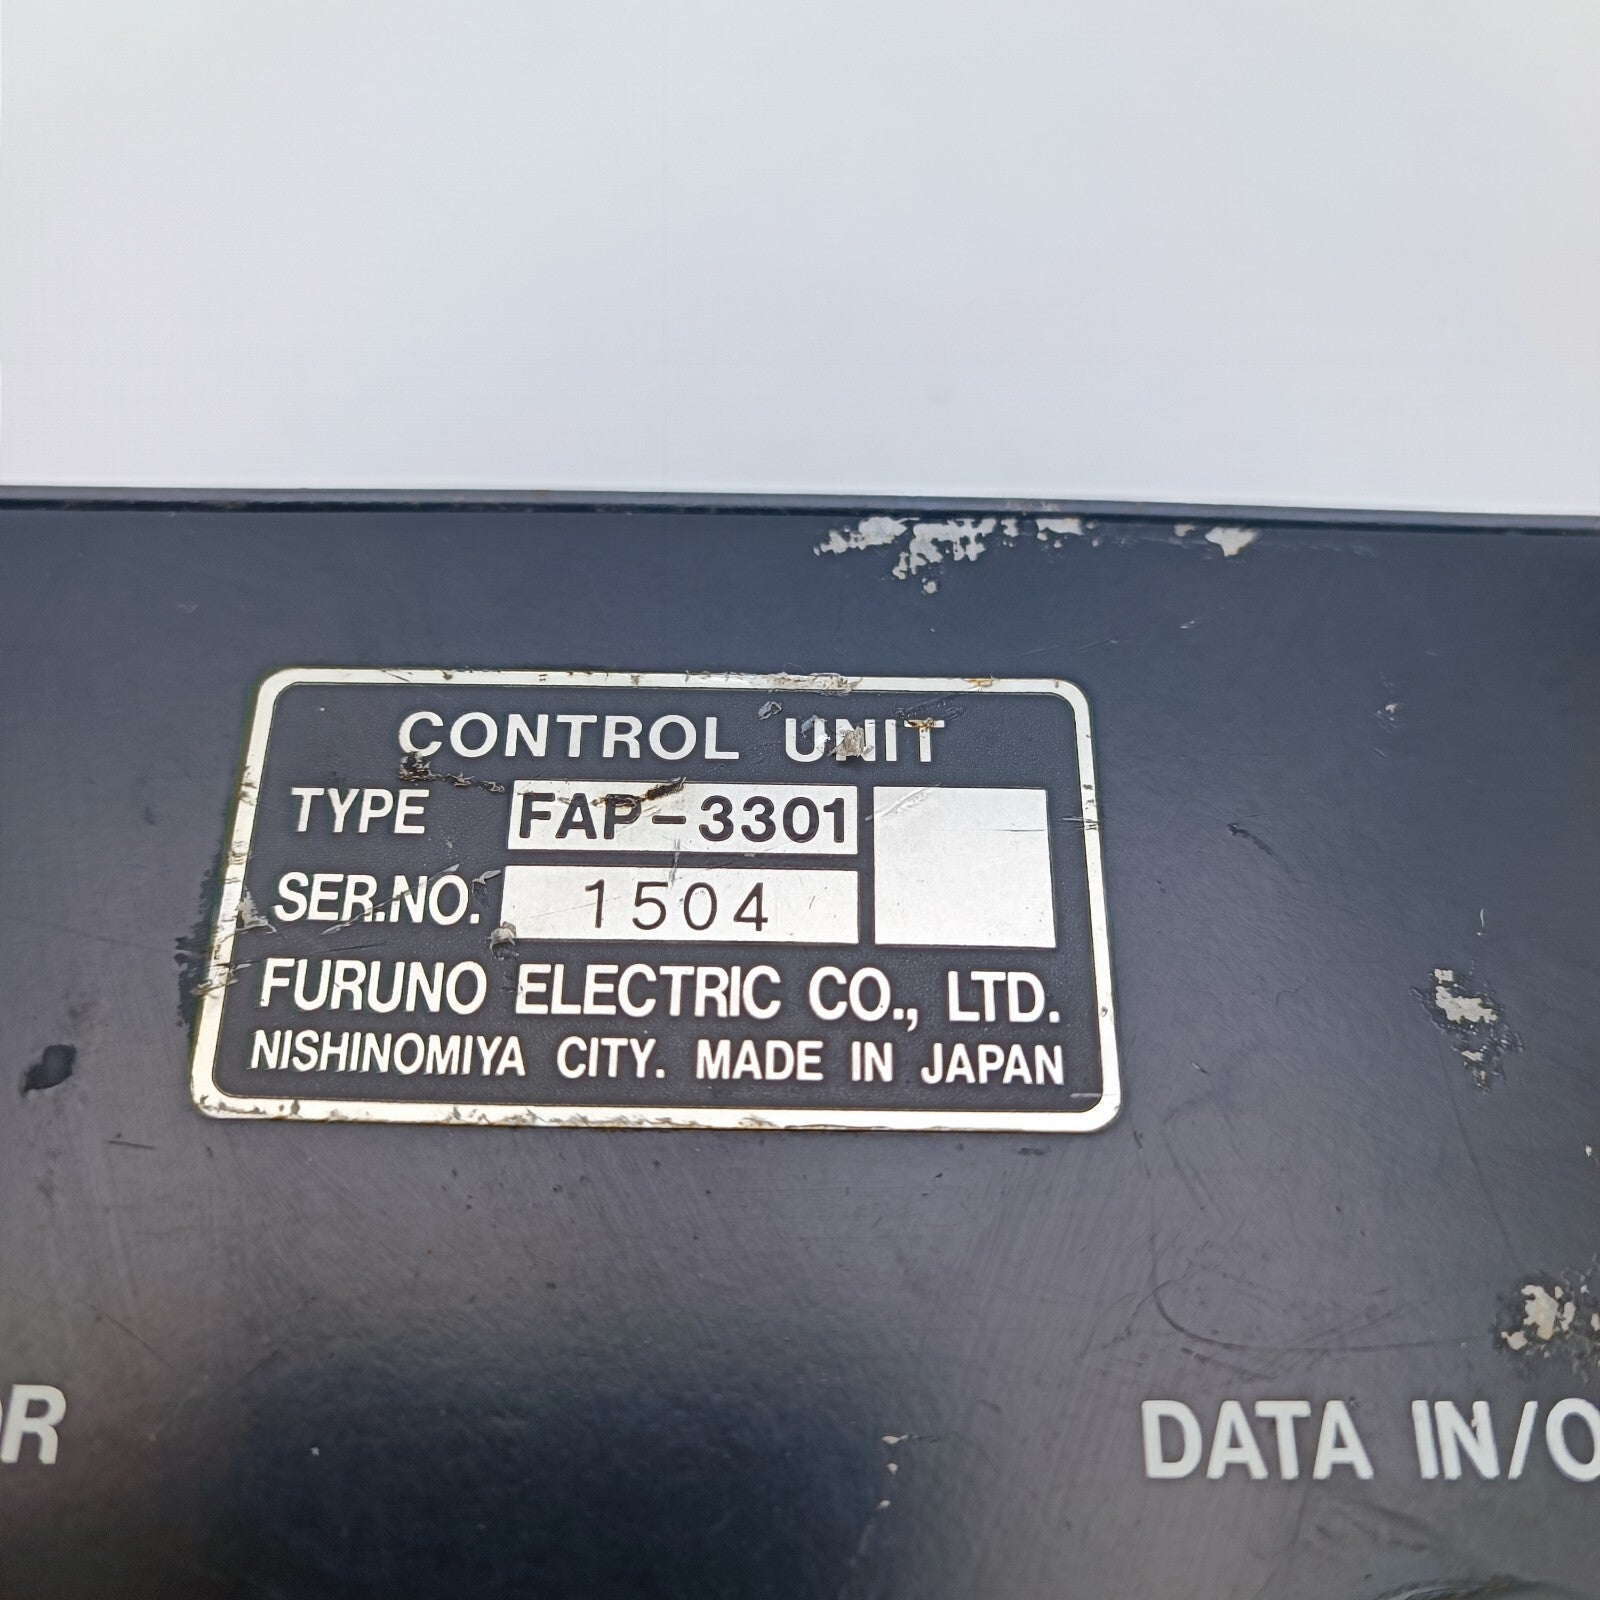 CONTROL UNIT
TYPE FAP-3301
SER.NO. 1504
FURUNO ELECTRIC CO., LTD.
NISHINOMIYA CITY. MADE IN JAPAN
DATA IN/O